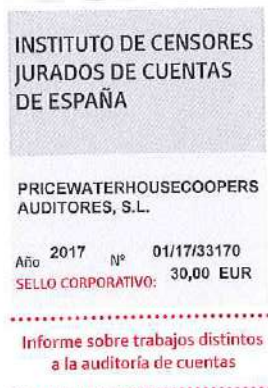 INSTITUTO DE CENSORES
JURADOS DE CUENTAS
DE ESPAÑA
PRICEWATERHOUSECOOPERS
AUDITORES, S.L.
Año 2017 Nº 01/17/33170
SELLO CORPORATIVO: 30,00 EUR
Informe sobre trabajos distintos
a la auditoría de cuentas